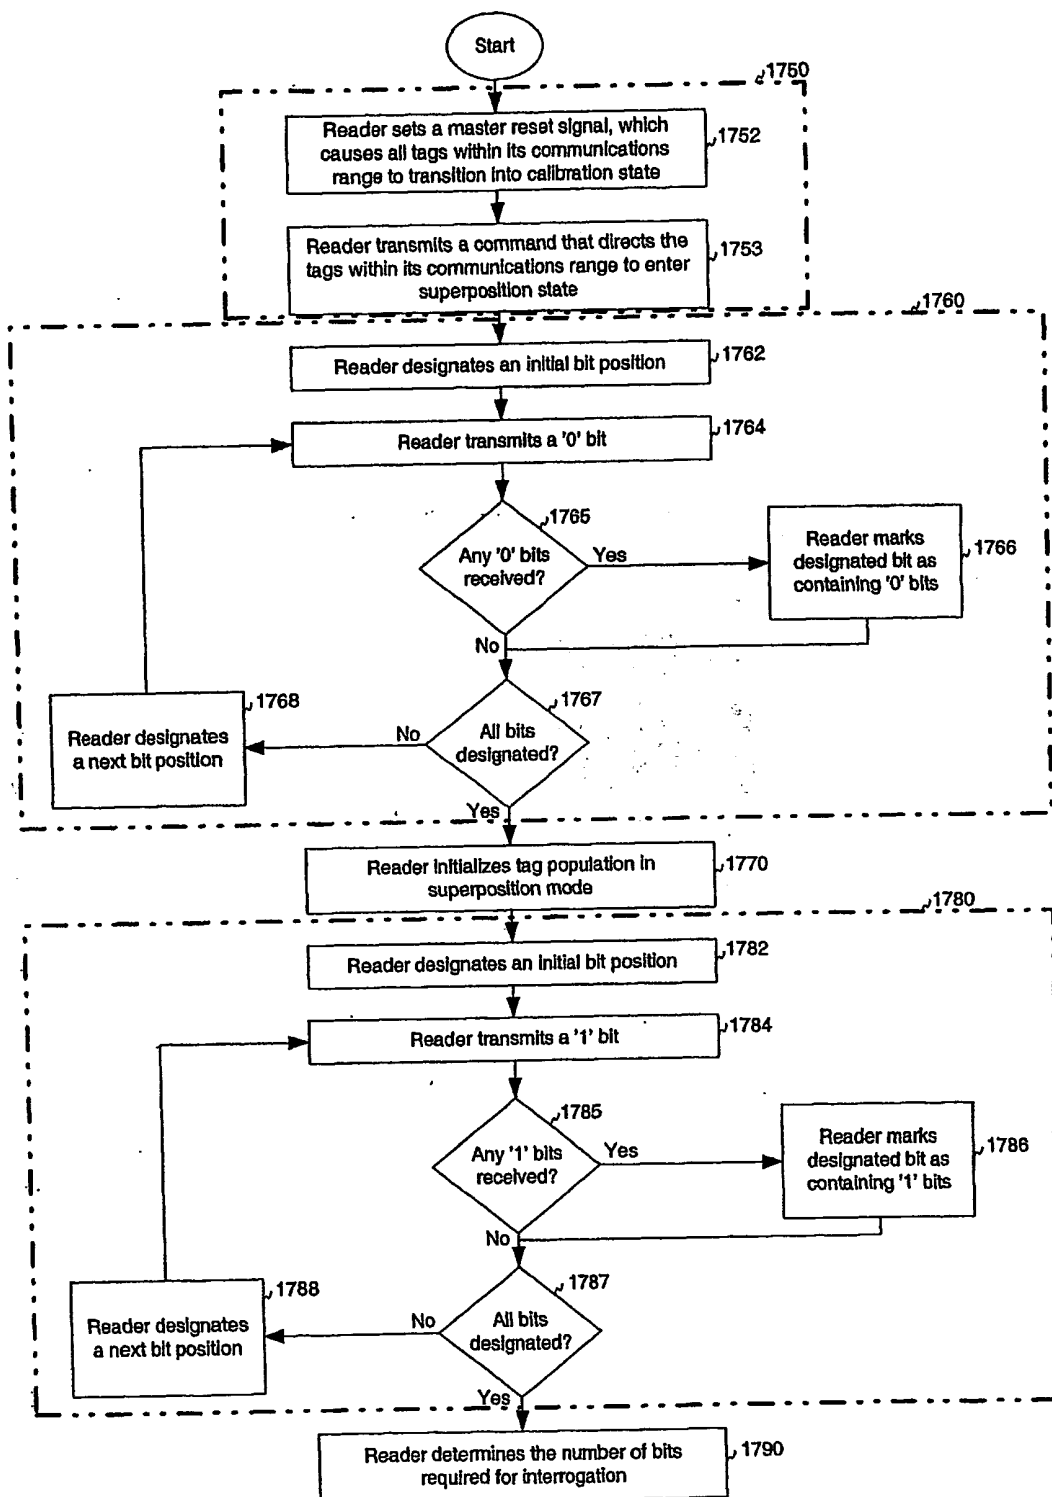 Start
1750
Reader sets a master reset signal, which
causes all tags within its communications
range to transition into calibration state
1752
Reader transmits a command that directs the
tags within its communications range to enter
superposition state
1753
1760
Reader designates an initial bit position
1762
Reader transmits a '0' bit
1764
1765
Any '0' bits
received?
Yes
Reader marks
designated bit as
containing '0' bits
1766
No
1767
All bits
designated?
No
1768
Reader designates
a next bit position
Yes
Reader initializes tag population in
superposition mode
1770
1780
Reader designates an initial bit position
1782
Reader transmits a '1' bit
1784
1785
Any '1' bits
received?
Yes
Reader marks
designated bit as
containing '1' bits
1786
No
1787
All bits
designated?
No
1788
Reader designates
a next bit position
Yes
Reader determines the number of bits
required for interrogation
1790